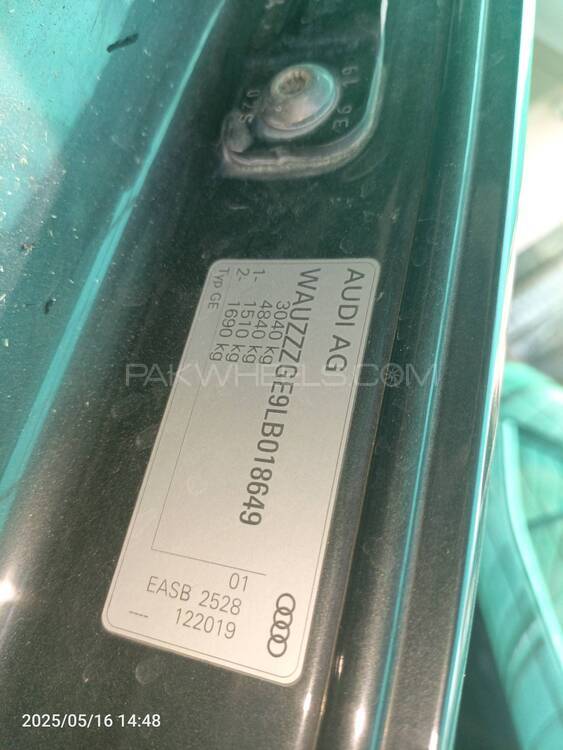 AUDI AG
WAUZZZGE9LB018649
3040 kg
4840 kg
1- 1510 kg
2- 1690 kg
Typ: GE
01
EASB 2528
122019
PAKWHEELS.COM
2025/05/16 14:48